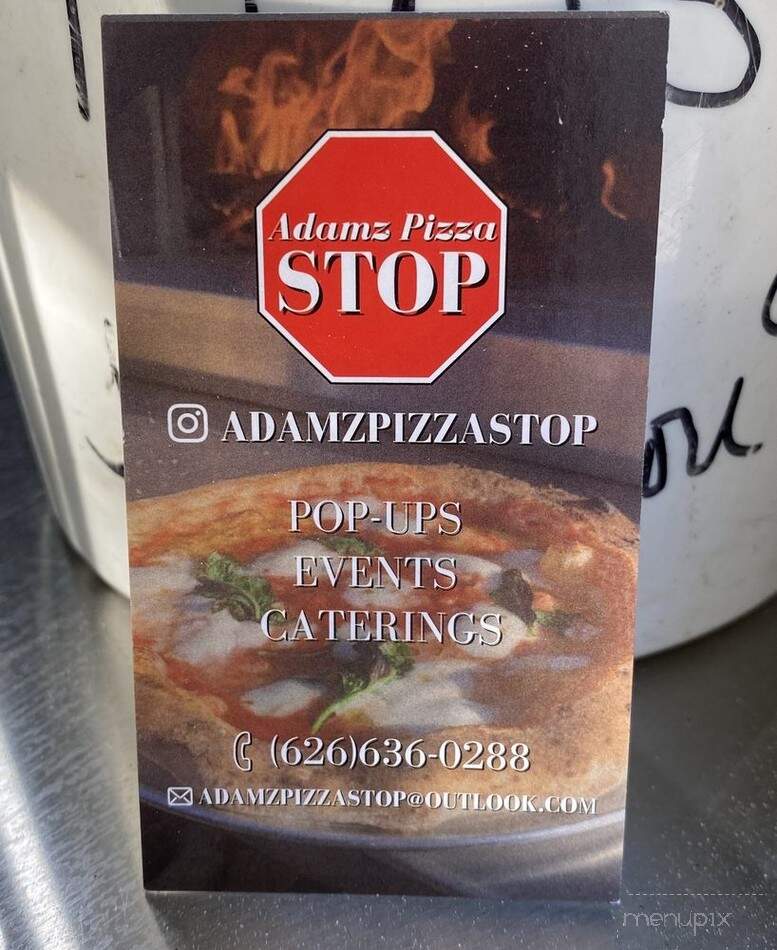 Adamz Pizza
STOP
ADAMZPIZZASTOP
POP-UPS
EVENTS
CATERINGS
(626)636-0288
ADAMZPIZZASTOP@OUTLOOK.COM
menupix